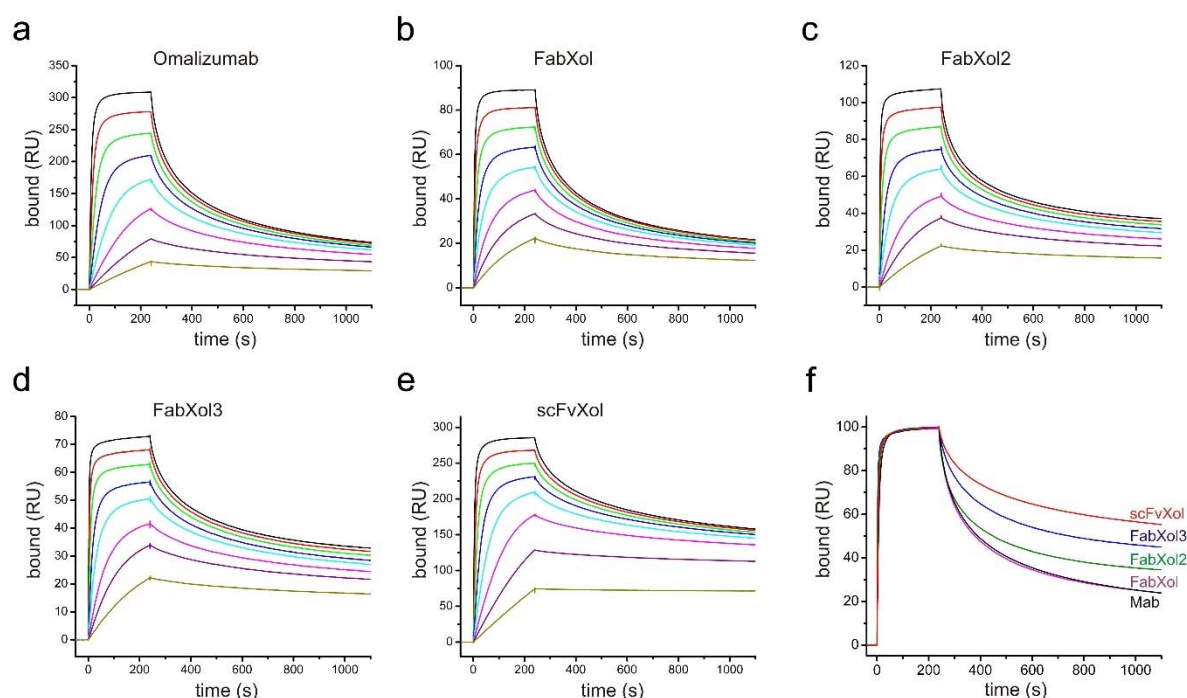 a
Omalizumab
350
300
250
200
150
100
50
0
bound (RU)
0 200 400 600 800 1000
time (s)
b
FabXol
100
80
60
40
20
0
bound (RU)
0 200 400 600 800 1000
time (s)
c
FabXol2
120
100
80
60
40
20
0
bound (RU)
0 200 400 600 800 1000
time (s)
d
FabXol3
80
70
60
50
40
30
20
10
0
bound (RU)
0 200 400 600 800 1000
time (s)
e
scFvXol
300
250
200
150
100
50
0
bound (RU)
0 200 400 600 800 1000
time (s)
f
100
80
60
40
20
0
bound (RU)
scFvXol
FabXol3
FabXol2
FabXol
Mab
0 200 400 600 800 1000
time (s)